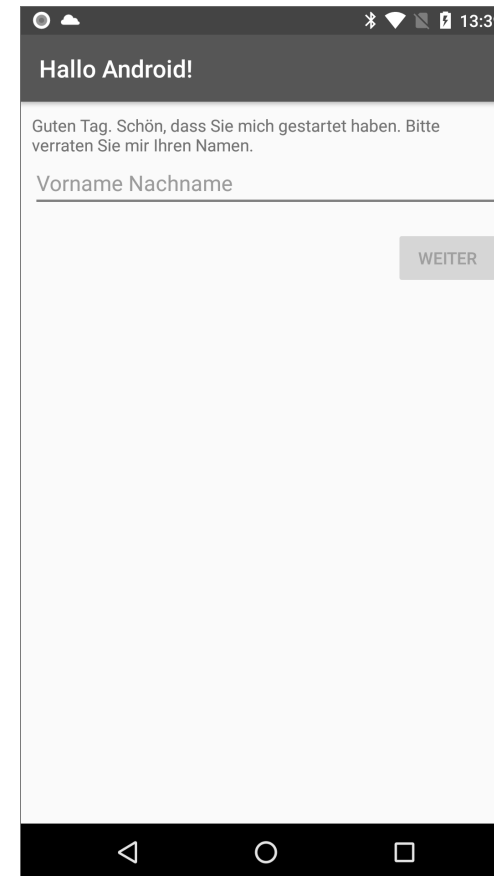 13:3
Hallo Android!
Guten Tag. Schön, dass Sie mich gestartet haben. Bitte
verraten Sie mir Ihren Namen.
Vorname Nachname
WEITER